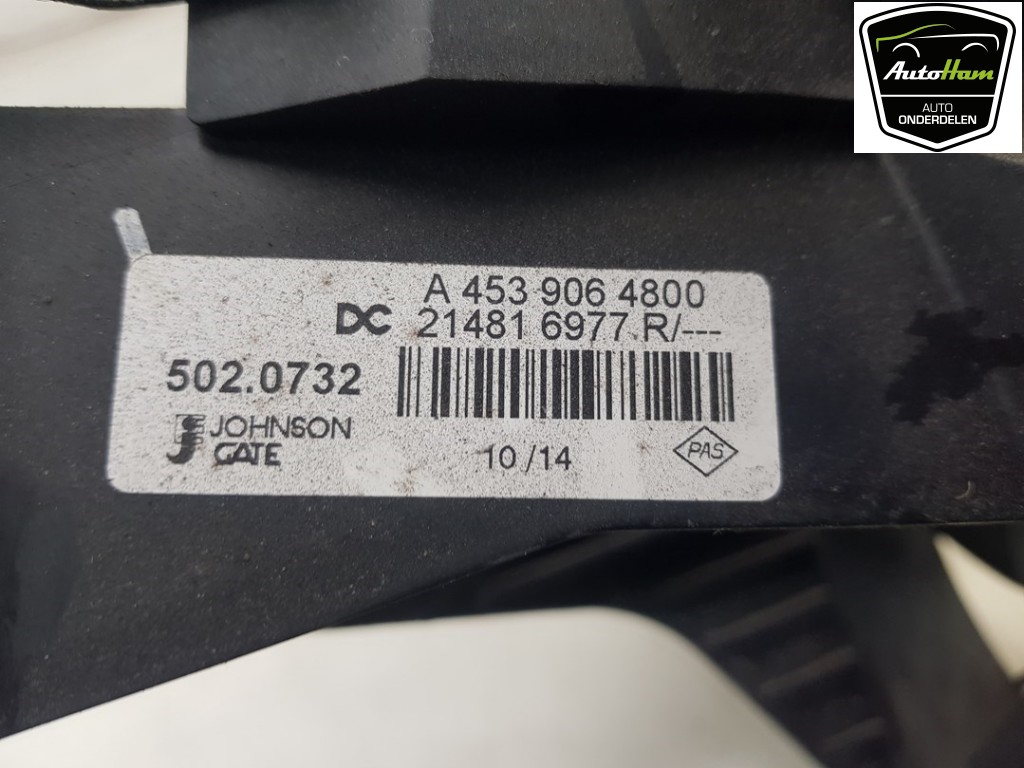 AutoHam
AUTO
ONDERDELEN
A 453 906 4800
DC 21481 6977 R/---
502.0732
JOHNSON
GATE
10 /14
PAS